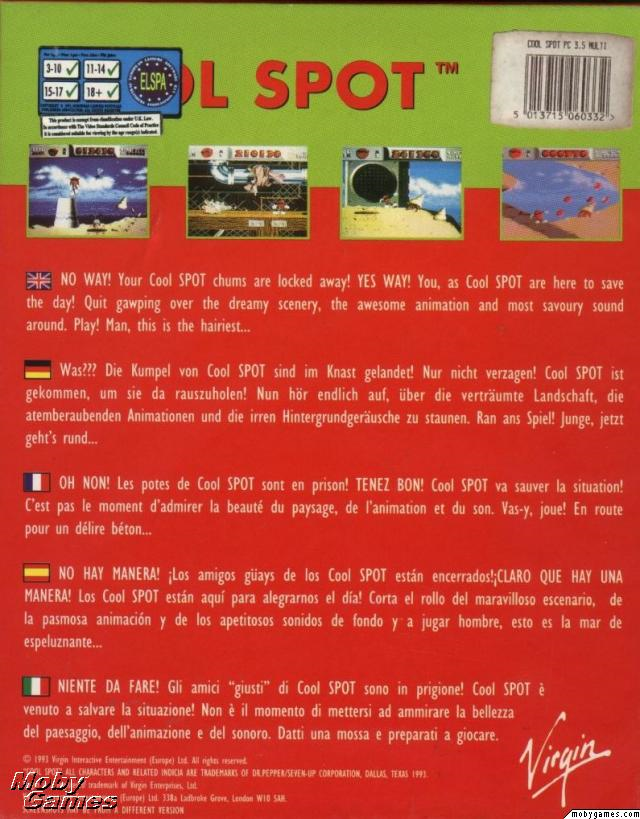 3-10 11-14
15-17 18+
ELSPA
This product is exempt from classification under U.K. Law.
In accordance with The Video Standards Council Code of Practice
it is considered suitable for viewing by the age range(s) indicated.
OL SPOT™
COOL SPOT PC 3.5 MULTI
5 013715 060332
NO WAY! Your Cool SPOT chums are locked away! YES WAY! You, as Cool SPOT are here to save
the day! Quit gawping over the dreamy scenery, the awesome animation and most savoury sound
around. Play! Man, this is the hairiest...
Was??? Die Kumpel von Cool SPOT sind im Knast gelandet! Nur nicht verzagen! Cool SPOT ist
gekommen, um sie da rauszuholen! Nun hör endlich auf, über die verträumte Landschaft, die
atemberaubenden Animationen und die irren Hintergrundgeräusche zu staunen. Ran ans Spiel! Junge, jetzt
geht's rund...
OH NON! Les potes de Cool SPOT sont en prison! TENEZ BON! Cool SPOT va sauver la situation!
C'est pas le moment d'admirer la beauté du paysage, de l'animation et du son. Vas-y, joue! En route
pour un délire béton...
NO HAY MANERA! ¡Los amigos güays de los Cool SPOT están encerrados!¡CLARO QUE HAY UNA
MANERA! Los Cool SPOT están aquí para alegrarnos el día! Corta el rollo del maravilloso escenario, de
la pasmosa animación y de los apetitosos sonidos de fondo y a jugar hombre, esto es la mar de
espeluznante...
NIENTE DA FARE! Gli amici "giusti" di Cool SPOT sono in prigione! Cool SPOT è
venuto a salvare la situazione! Non è il momento di mettersi ad ammirare la bellezza
del paesaggio, dell'animazione e del sonoro. Datti una mossa e preparati a giocare.
© 1993 Virgin Interactive Entertainment (Europe) Ltd. All rights reserved.
"COOL SPOT" ALL CHARACTERS AND RELATED INDICIA ARE TRADEMARKS OF DR.PEPPER/SEVEN-UP CORPORATION, DALLAS, TEXAS 1993.
trademark of Virgin Enterprises, Ltd.
(Europe) Ltd. 338a Ladbroke Grove, London W10 5AH.
SCREENSHOTS MAY BE FROM A DIFFERENT VERSION
Virgin
Moby
Games
mobygames.com